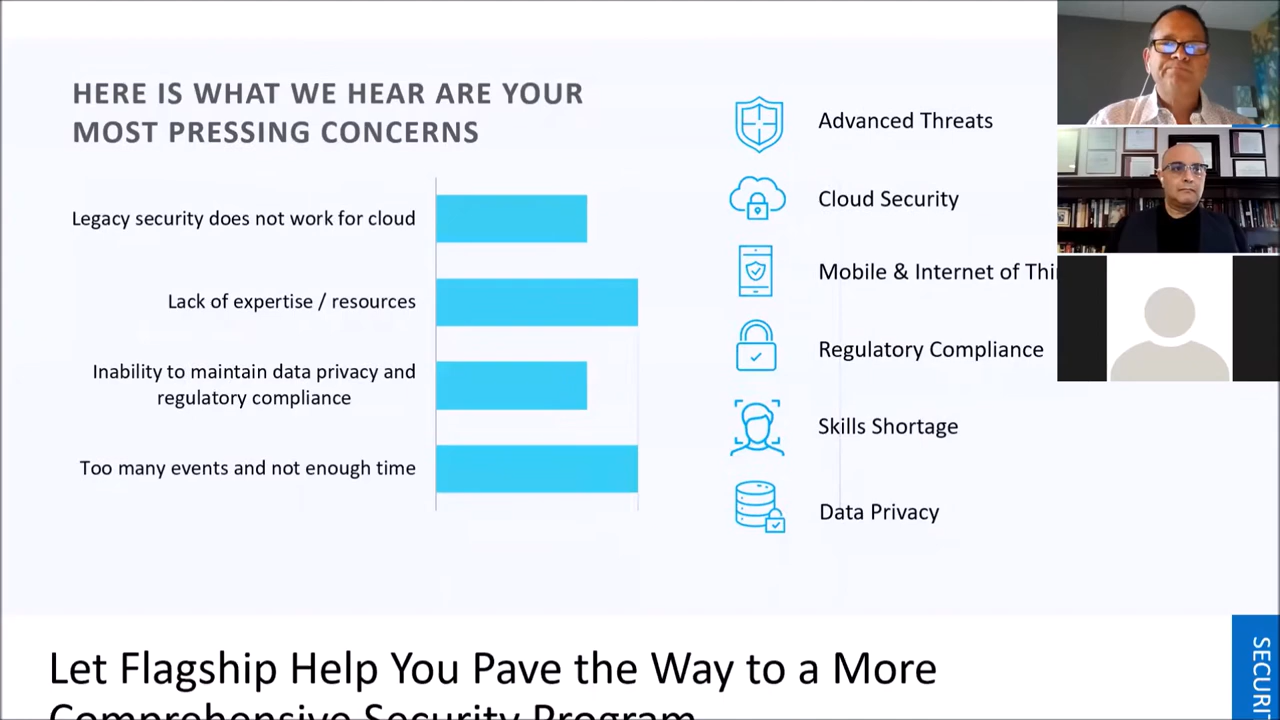 HERE IS WHAT WE HEAR ARE YOUR
MOST PRESSING CONCERNS
Legacy security does not work for cloud
Lack of expertise / resources
Inability to maintain data privacy and
regulatory compliance
Too many events and not enough time
Advanced Threats
Cloud Security
Mobile & Internet of Thi
Regulatory Compliance
Skills Shortage
Data Privacy
Let Flagship Help You Pave the Way to a More
Comprehensive Security Program
SECURI